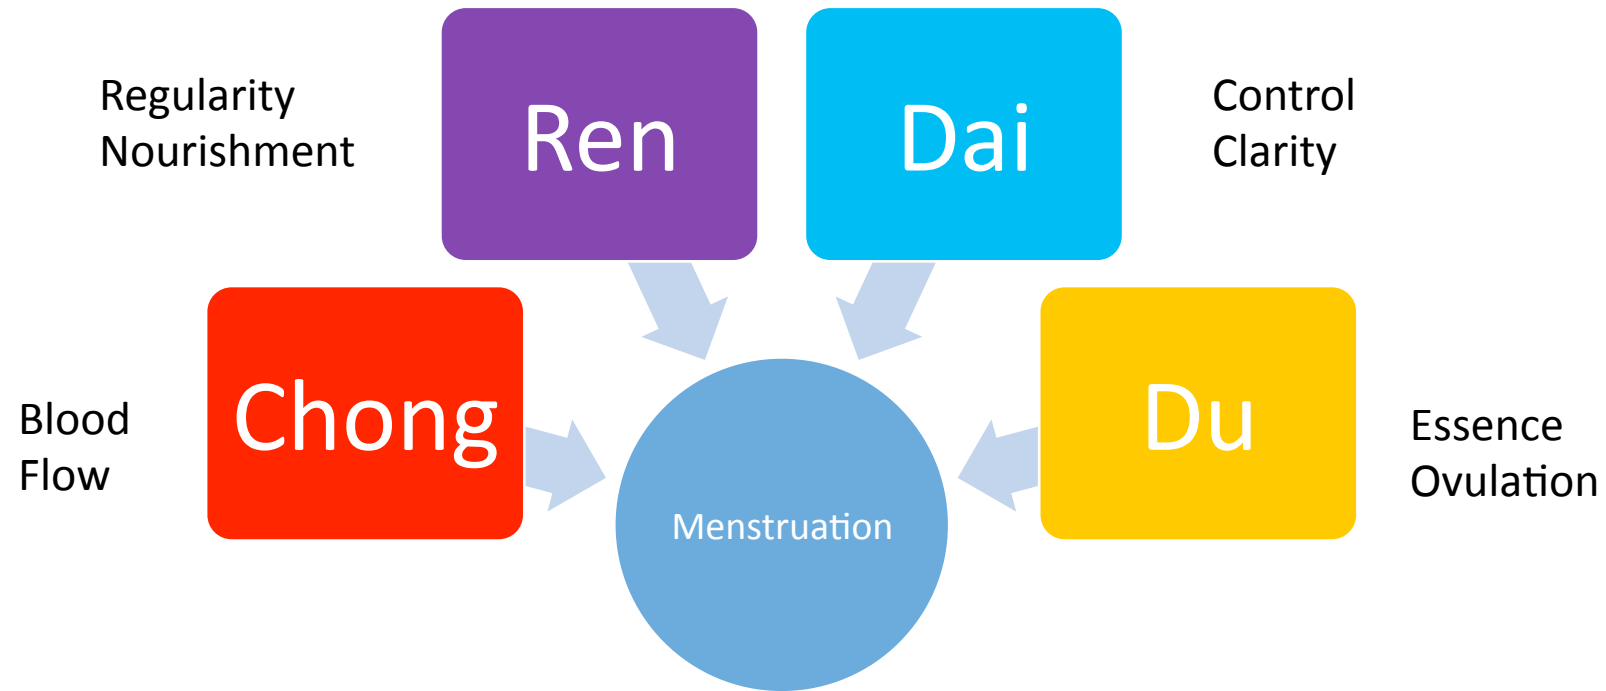 Regularity
Nourishment
Ren
Dai
Control
Clarity
Blood
Flow
Chong
Du
Essence
Ovulation
Menstruation